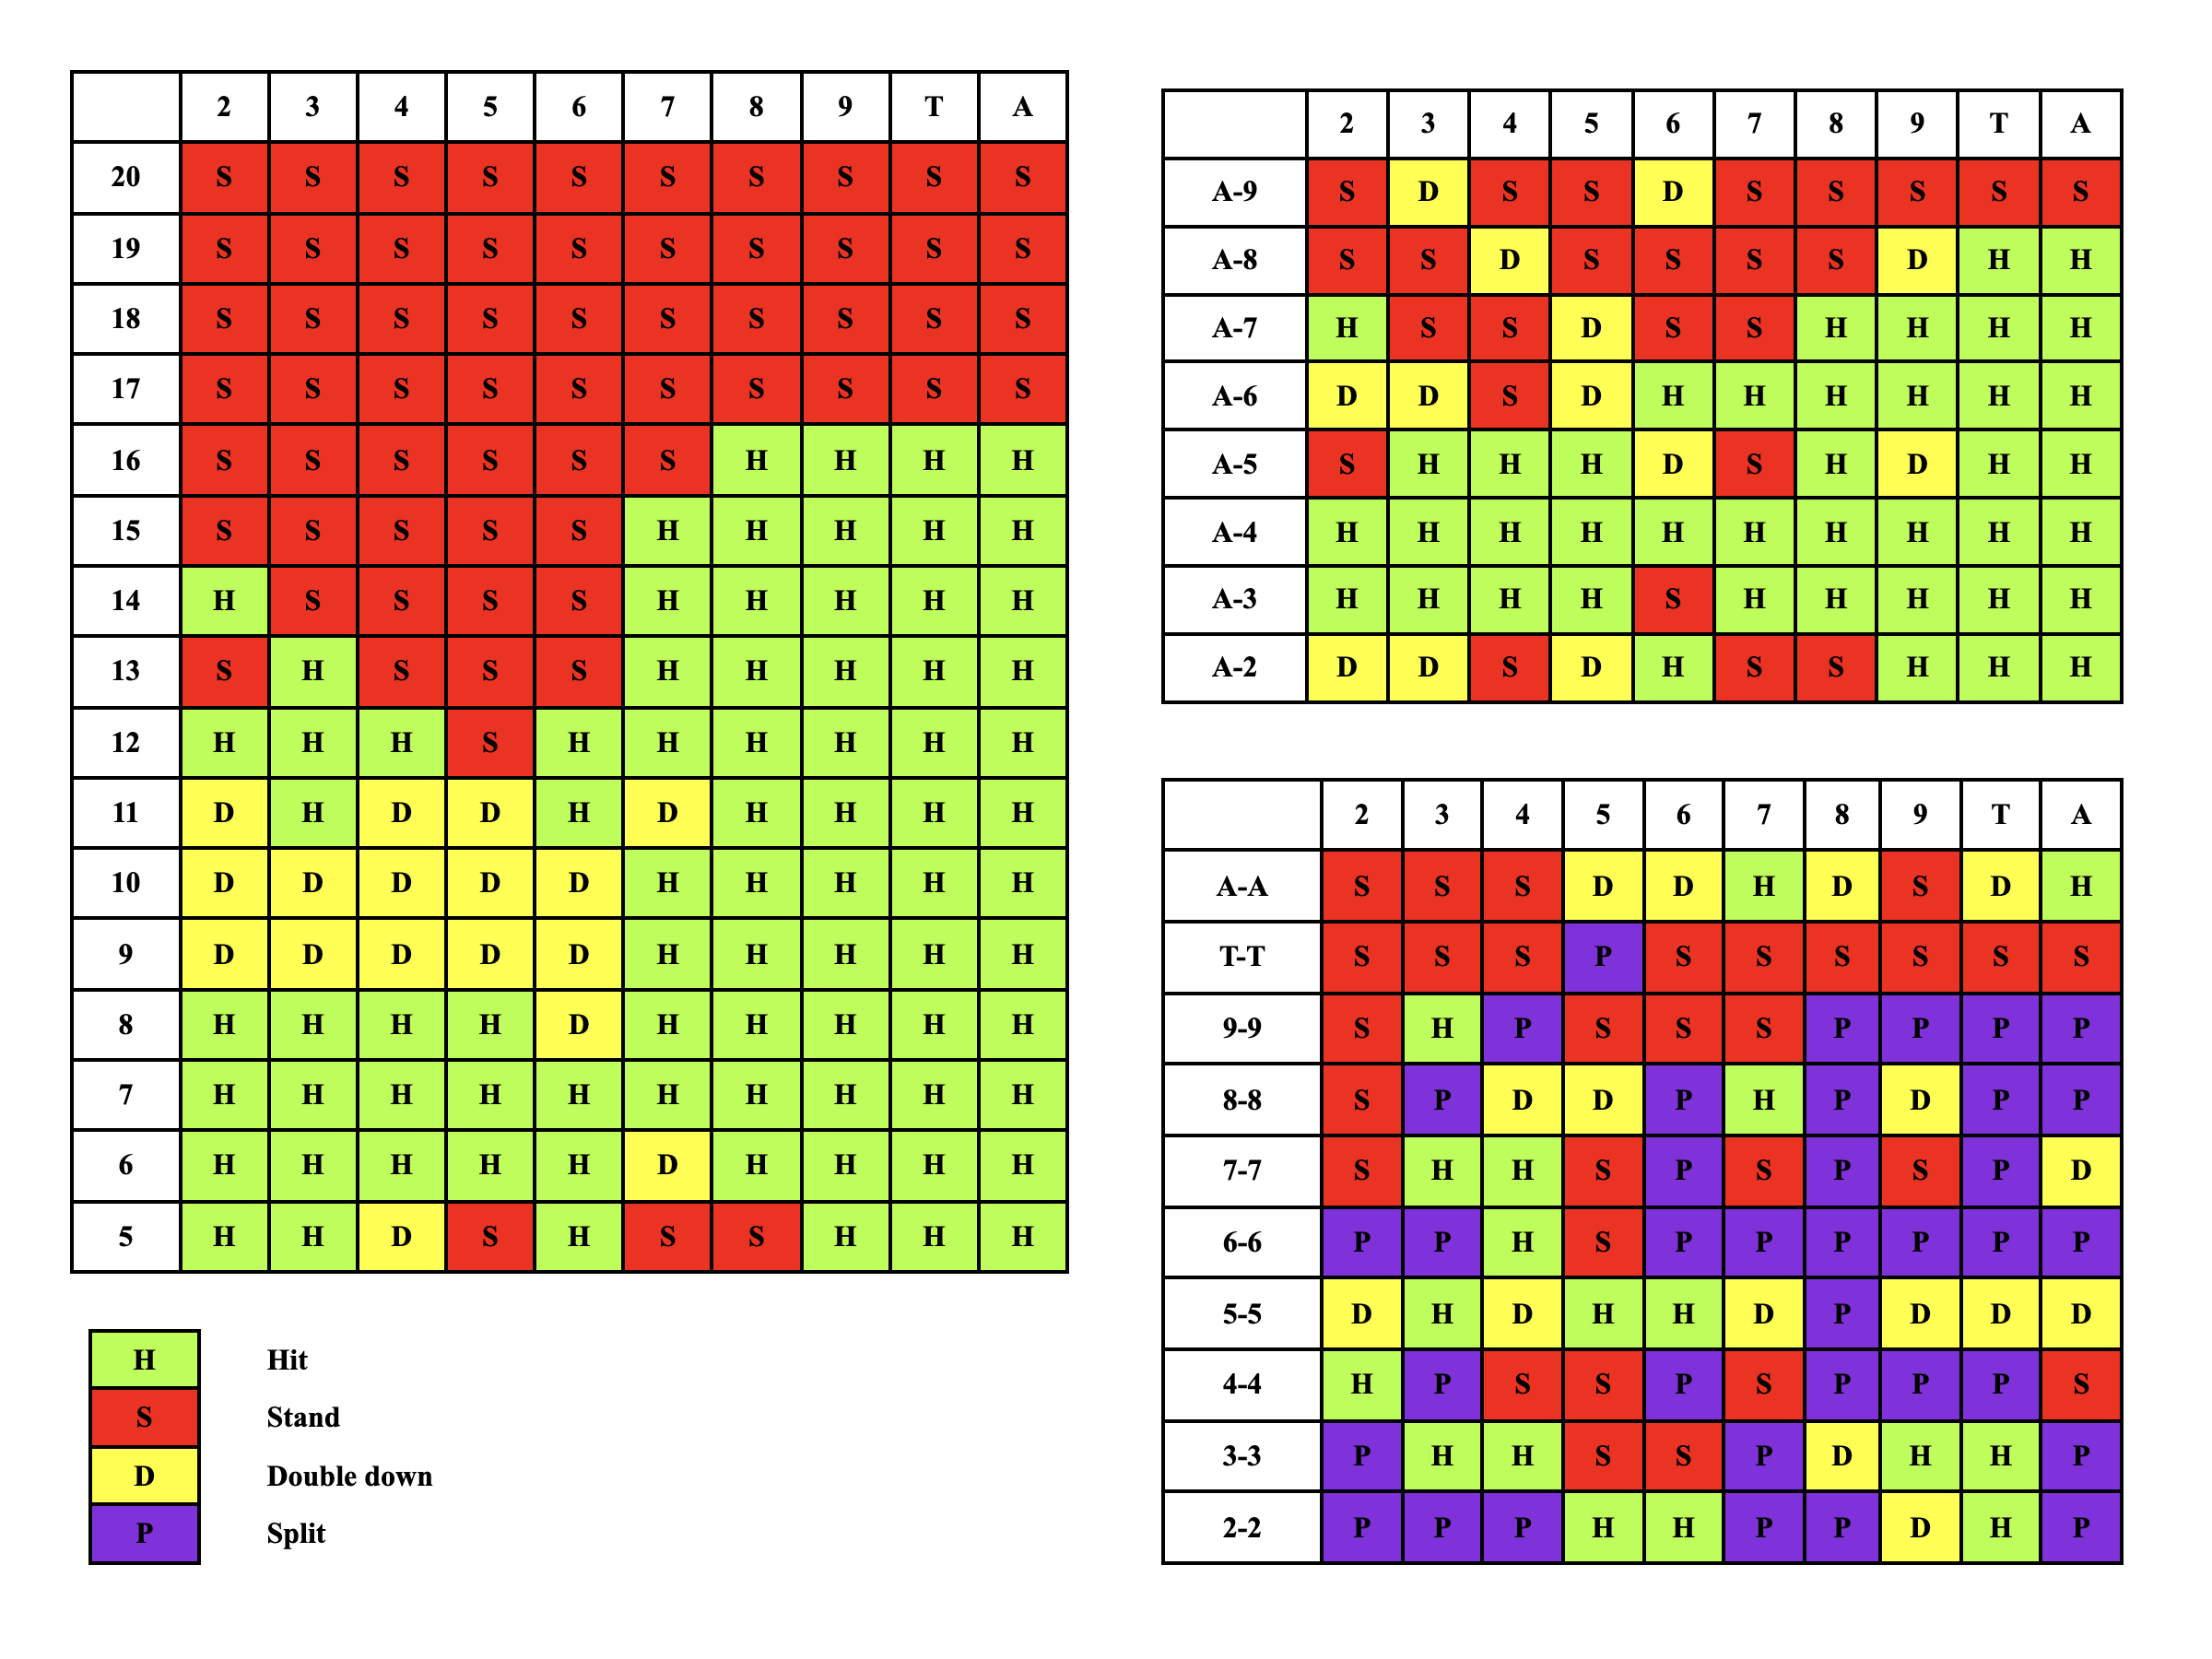 2 3 4 5 6 7 8 9 T A
20 S S S S S S S S S S
19 S S S S S S S S S S
18 S S S S S S S S S S
17 S S S S S S S S S S
16 S S S S S S H H H H
15 S S S S S H H H H H
14 H S S S S H H H H H
13 S H S S S H H H H H
12 H H H S H H H H H H
11 D H D D H D H H H H
10 D D D D D H H H H H
9 D D D D D H H H H H
8 H H H H D H H H H H
7 H H H H H H H H H H
6 H H H H H D H H H H
5 H H D S H S S H H H
H Hit
S Stand
D Double down
P Split
2 3 4 5 6 7 8 9 T A
A-9 S D S S D S S S S S
A-8 S S D S S S S D H H
A-7 H S S D S S H H H H
A-6 D D S D H H H H H H
A-5 S H H H D S H D H H
A-4 H H H H H H H H H H
A-3 H H H H S H H H H H
A-2 D D S D H S S H H H
2 3 4 5 6 7 8 9 T A
A-A S S S D D H D S D H
T-T S S S P S S S S S S
9-9 S H P S S S P P P P
8-8 S P D D P H P D P P
7-7 S H H S P S P S P D
6-6 P P H S P P P P P P
5-5 D H D H H D P D D D
4-4 H P S S P S P P P S
3-3 P H H S S P D H H P
2-2 P P P H H P P D H P